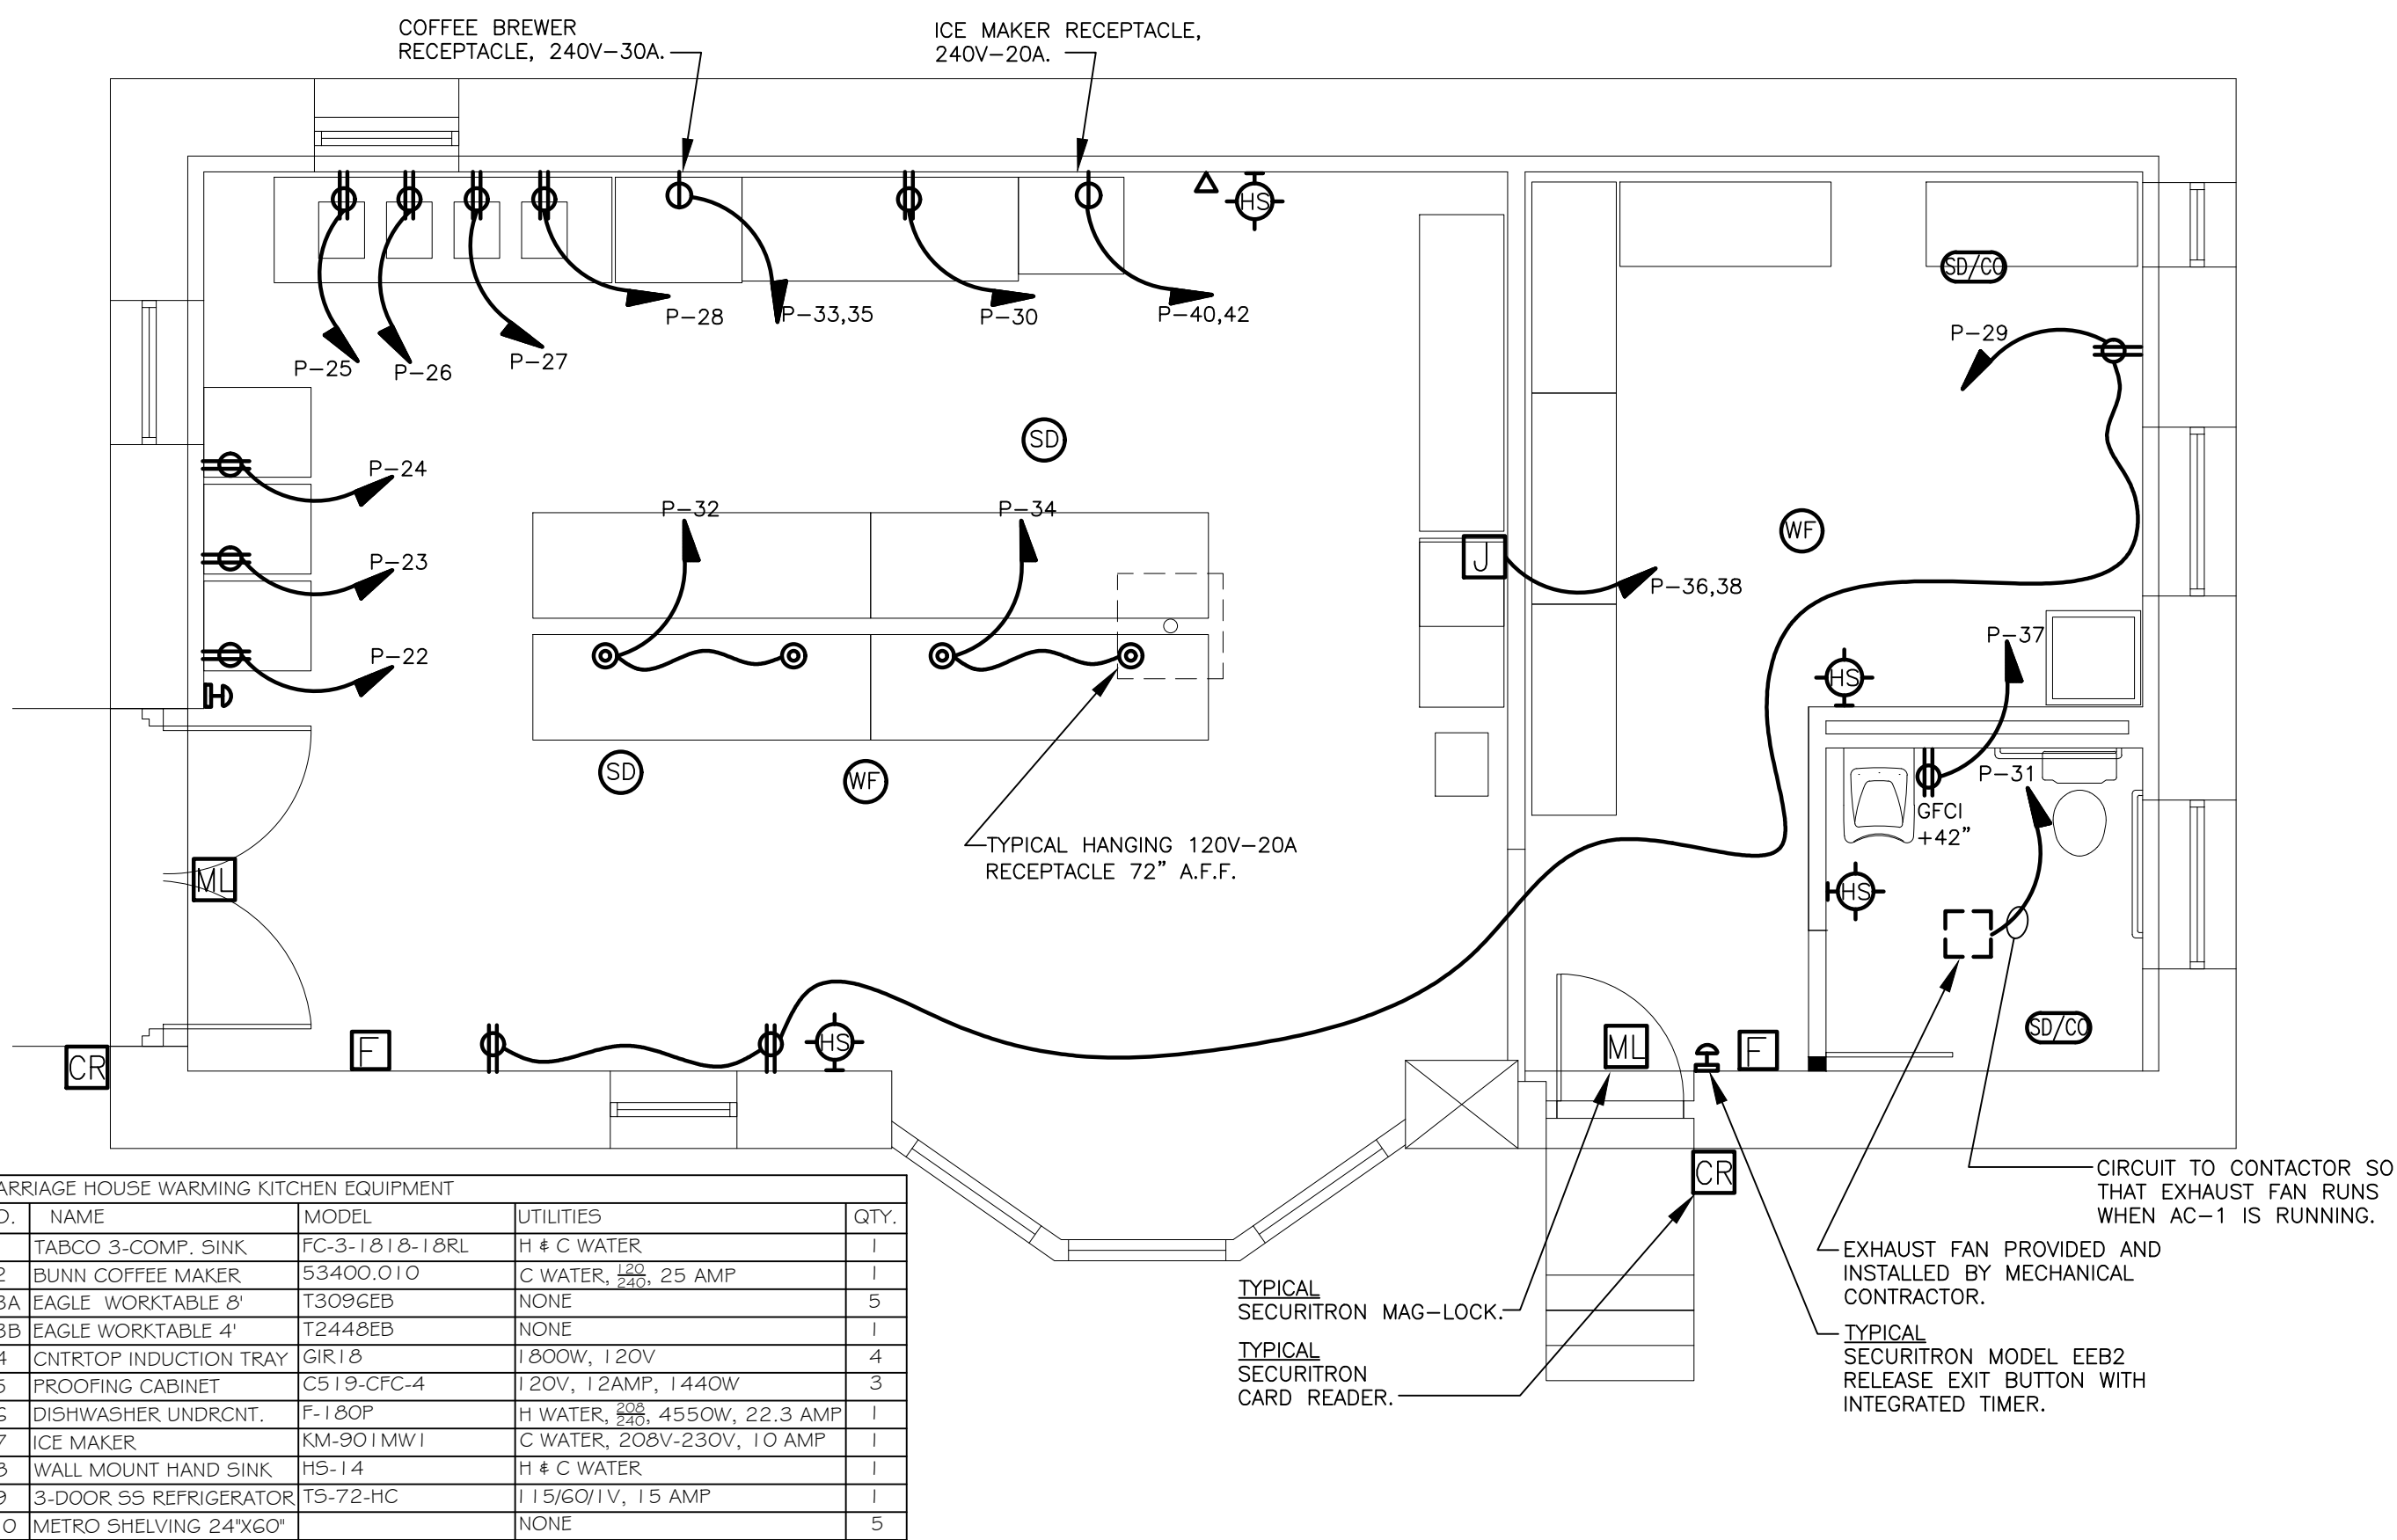 COFFEE BREWER
RECEPTACLE, 240V-30A.
ICE MAKER RECEPTACLE,
240V-20A.
HS
SD/CO
P-28
P-33,35
P-30
P-40,42
P-29
P-25
P-26
P-27
SD
P-24
P-32
P-34
WF
P-23
J
P-36,38
P-22
P-37
HS
SD
WF
P-31
GFCI
+42"
TYPICAL HANGING 120V-20A
RECEPTACLE 72" A.F.F.
ML
HS
SD/CO
F
HS
ML
F
CR
CR
CIRCUIT TO CONTACTOR SO
THAT EXHAUST FAN RUNS
WHEN AC-1 IS RUNNING.
EXHAUST FAN PROVIDED AND
INSTALLED BY MECHANICAL
CONTRACTOR.
TYPICAL
SECURITRON MAG-LOCK.
TYPICAL
SECURITRON
CARD READER.
TYPICAL
SECURITRON MODEL EEB2
RELEASE EXIT BUTTON WITH
INTEGRATED TIMER.
ARRIAGE HOUSE WARMING KITCHEN EQUIPMENT
O. NAME MODEL UTILITIES QTY.
TABCO 3-COMP. SINK FC-3-1818-18RL H & C WATER 1
2 BUNN COFFEE MAKER 53400.010 C WATER, 120/240, 25 AMP 1
3A EAGLE WORKTABLE 8' T3096EB NONE 5
3B EAGLE WORKTABLE 4' T2448EB NONE 1
4 CNTRTOP INDUCTION TRAY GIR18 1800W, 120V 4
5 PROOFING CABINET C519-CFC-4 120V, 12AMP, 1440W 3
6 DISHWASHER UNDRCNT. F-180P H WATER, 208/240, 4550W, 22.3 AMP 1
7 ICE MAKER KM-901MW1 C WATER, 208V-230V, 10 AMP 1
8 WALL MOUNT HAND SINK HS-14 H & C WATER 1
9 3-DOOR SS REFRIGERATOR TS-72-HC 115/60/1V, 15 AMP 1
10 METRO SHELVING 24"X60" NONE 5